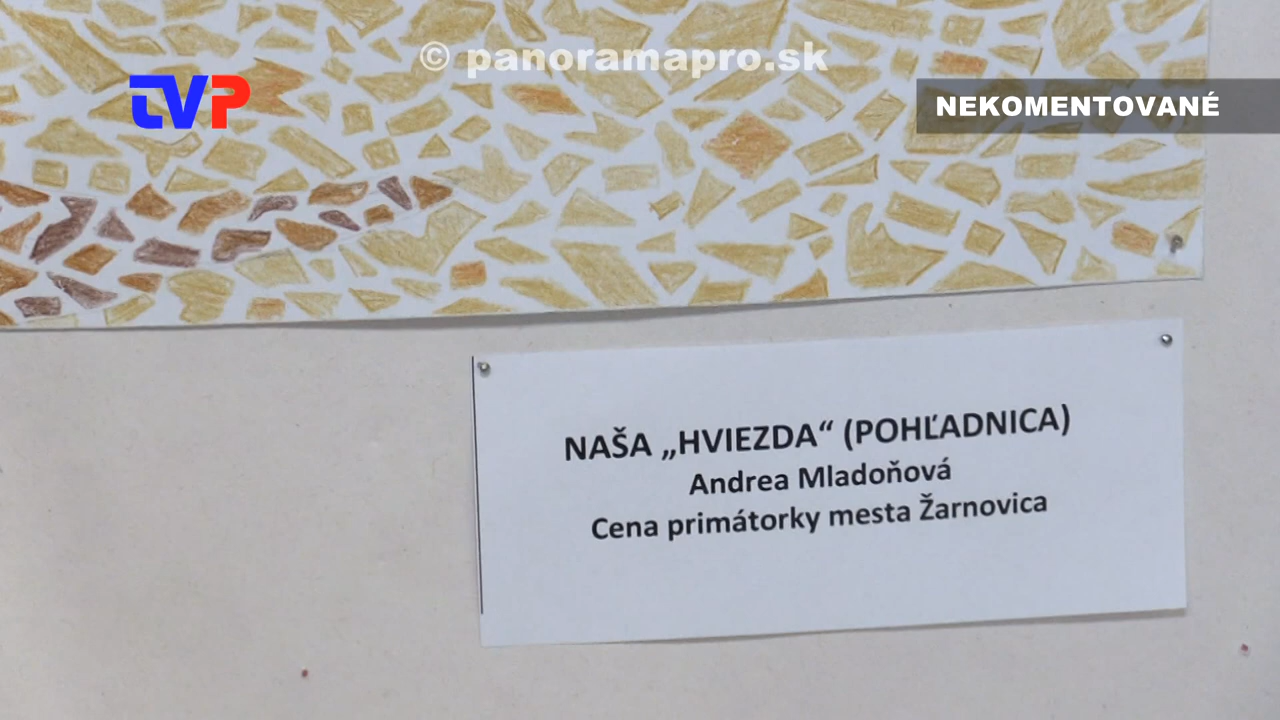 © panoramapro.sk
TVP
NEKOMENTOVANÉ
NAŠA „HVIEZDA“ (POHĽADNICA)
Andrea Mladoňová
Cena primátorky mesta Žarnovica